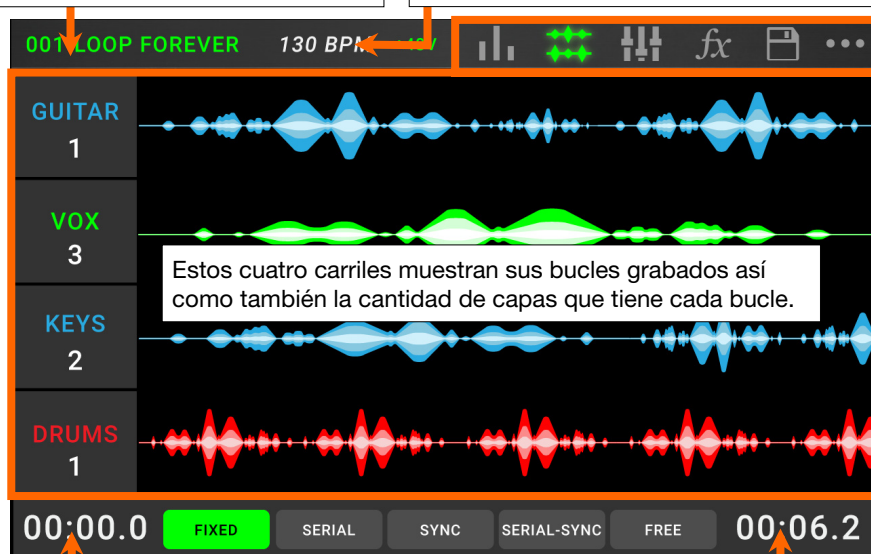 001 LOOP FOREVER 130 BPM +48V
fx
GUITAR
1
VOX
3
Estos cuatro carriles muestran sus bucles grabados así
como también la cantidad de capas que tiene cada bucle.
KEYS
2
DRUMS
1
00:00.0 FIXED SERIAL SYNC SERIAL-SYNC FREE 00:06.2